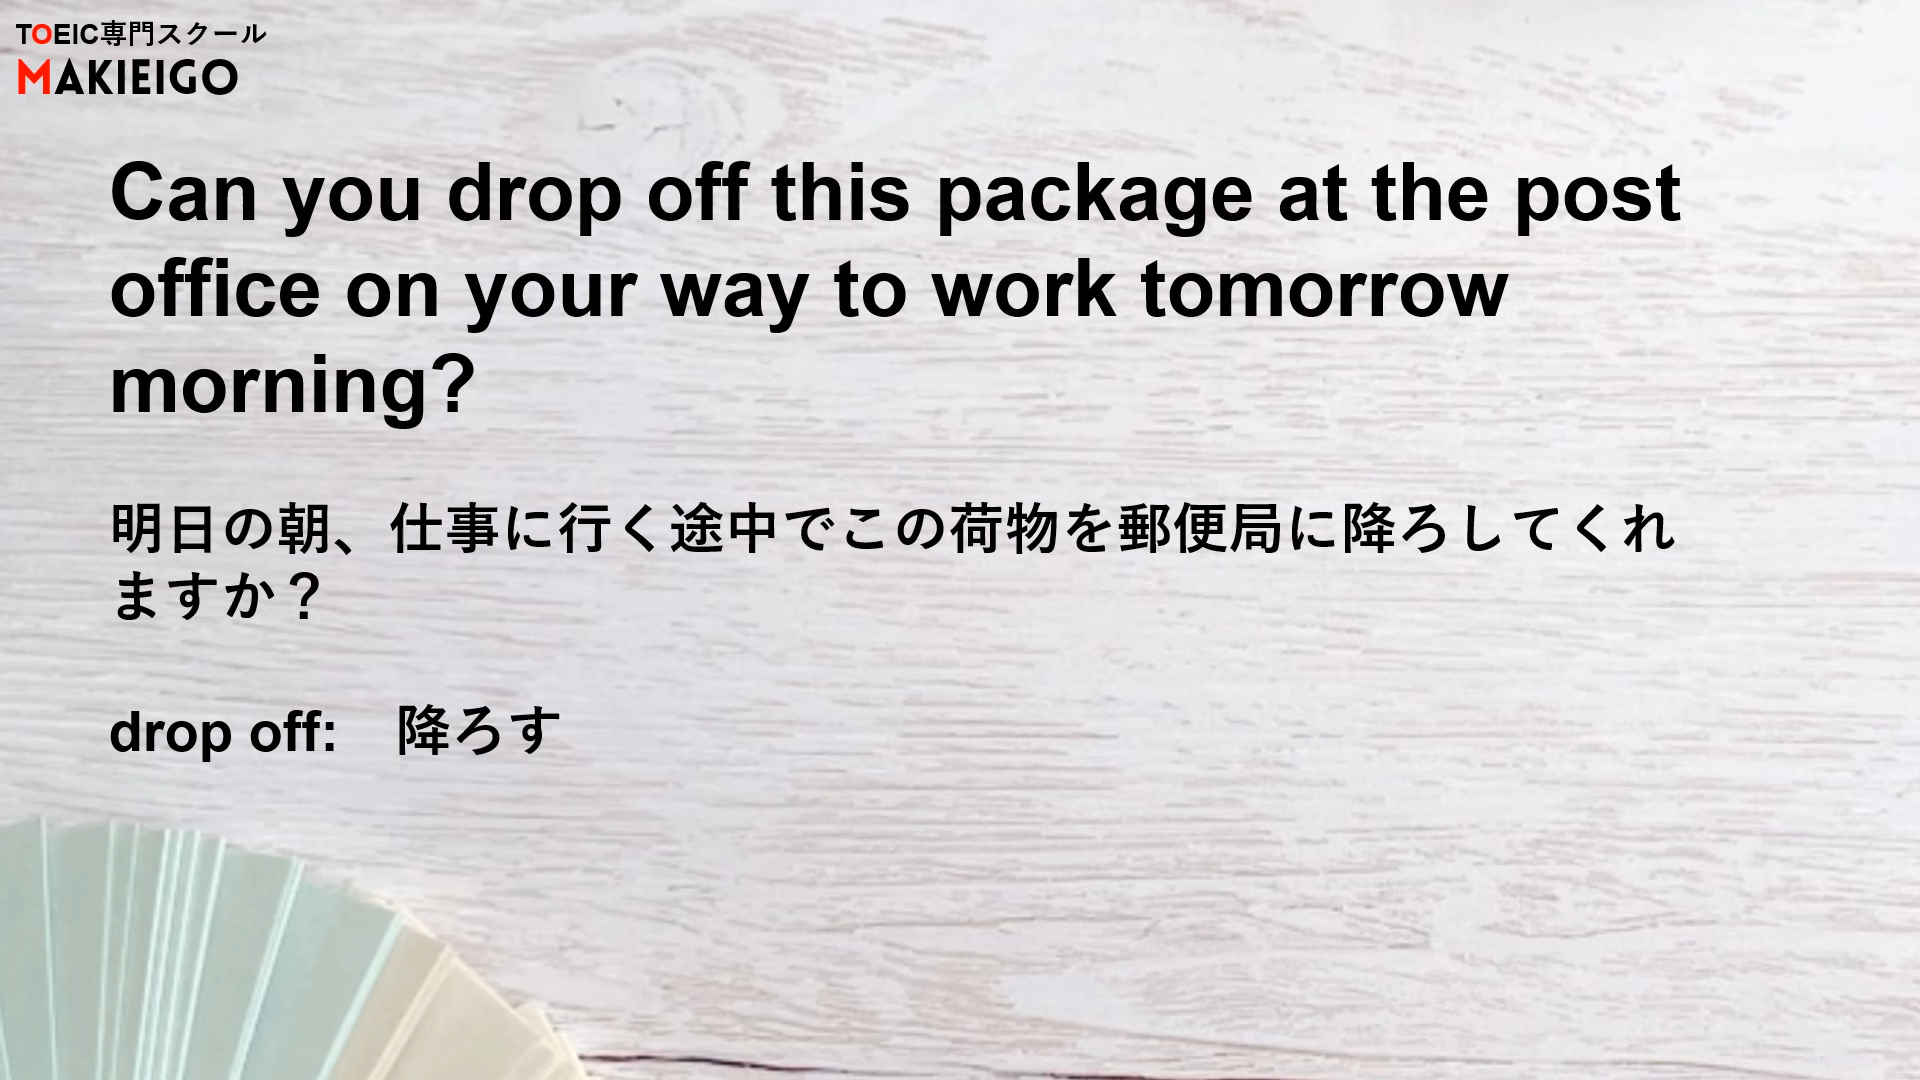 TOEIC専門スクール
MAKIEIGO
Can you drop off this package at the post
office on your way to work tomorrow
morning?
明日の朝、仕事に行く途中でこの荷物を郵便局に降ろしてくれ
ますか？
drop off:　降ろす